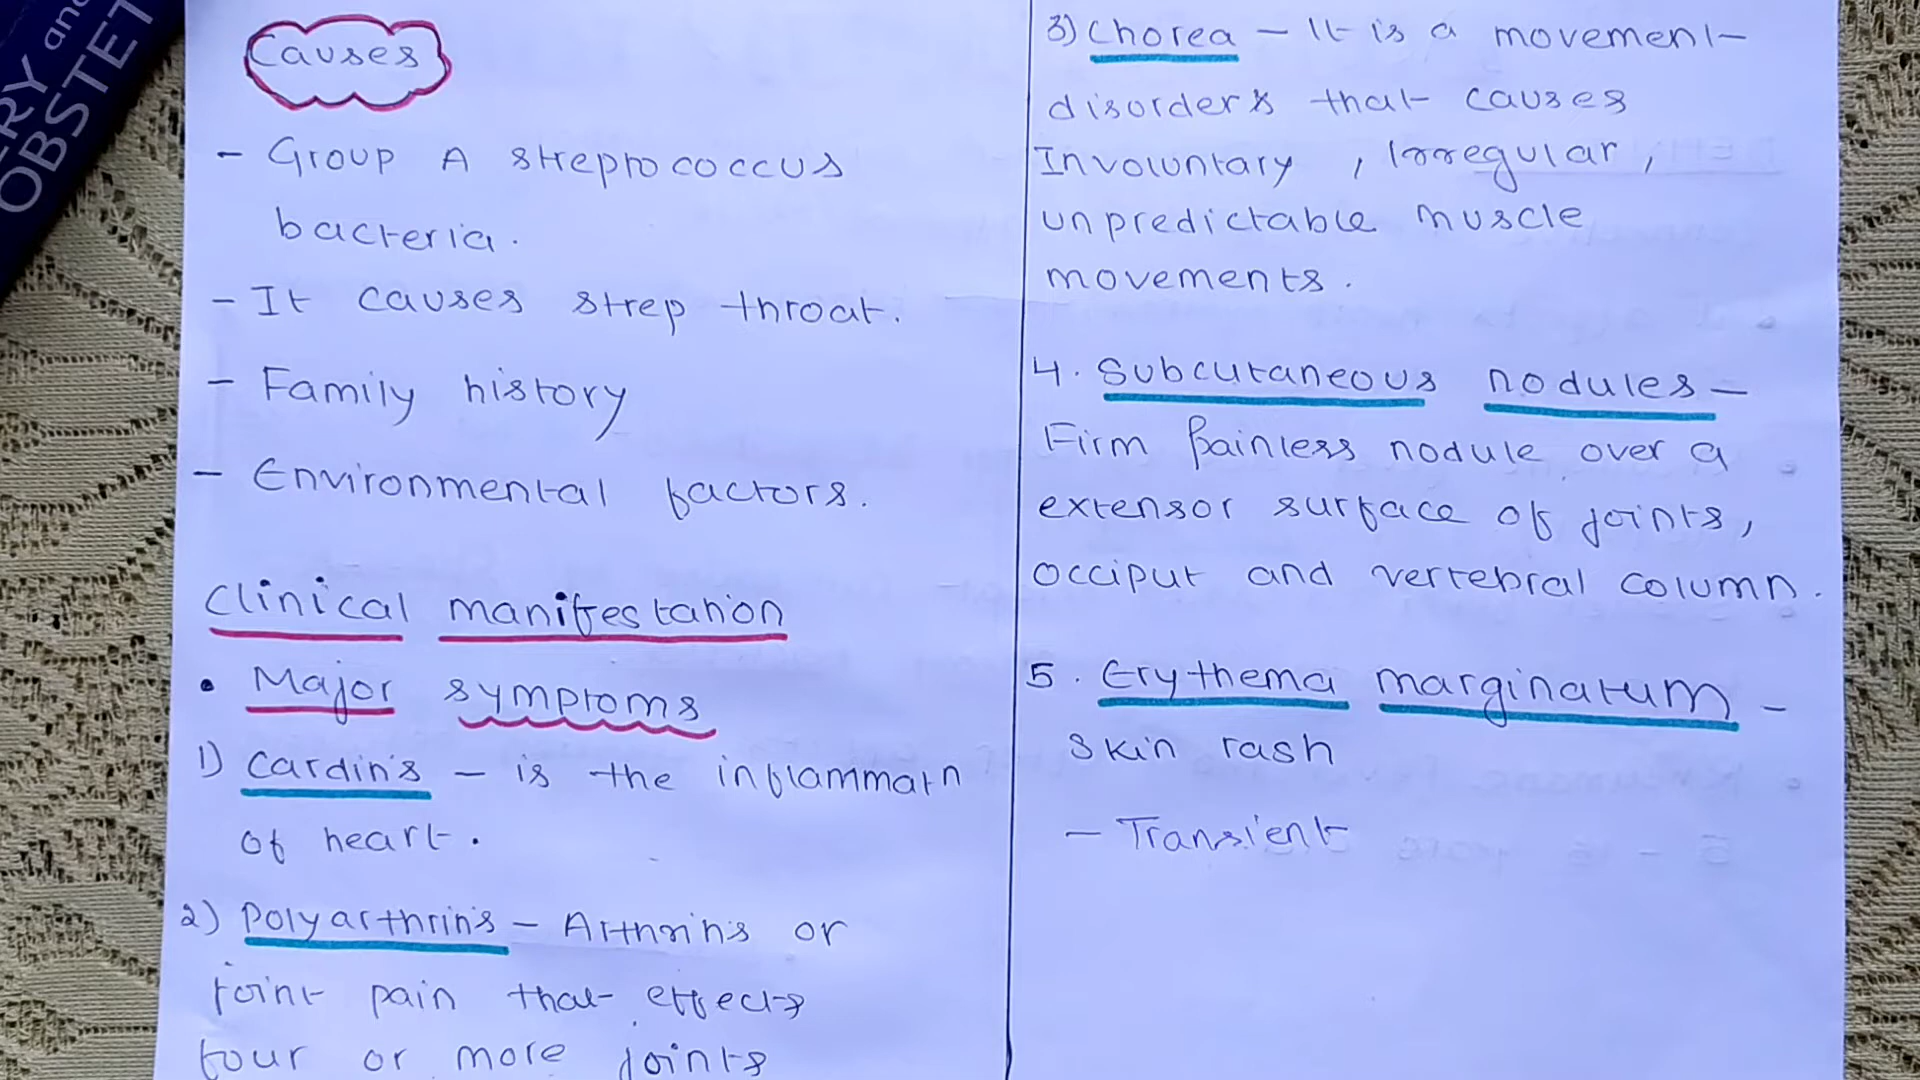 RY and
OBSTET
Causes
- Group A streptococcus
bacteria.
- It causes strep throat.
- Family history
- Environmental factors.
Clinical manifestation
• Major symptoms
1) Carditis - is the inflammatn
of heart.
2) Polyarthritis - Arthritis or
joint pain that effects
four or more joints
3) Chorea - It is a movement
disorders that causes
Involuntary, Irregular,
unpredictable muscle
movements.
4. Subcutaneous nodules -
Firm Painless nodule over a
extensor surface of joints,
occiput and vertebral column.
5. Erythema marginatum -
skin rash
- Transient